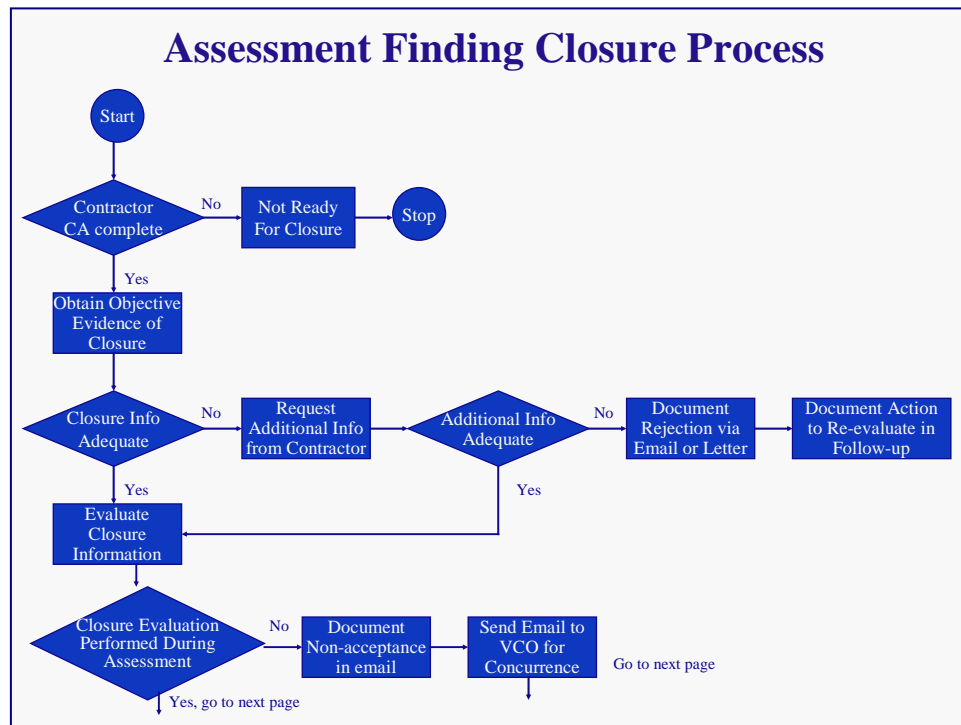 Assessment Finding Closure Process
Start
Contractor
CA complete
No
Not Ready
For Closure
Stop
Yes
Obtain Objective
Evidence of
Closure
Closure Info
Adequate
No
Request
Additional Info
from Contractor
Additional Info
Adequate
No
Document
Rejection via
Email or Letter
Document Action
to Re-evaluate in
Follow-up
Yes
Yes
Evaluate
Closure
Information
Closure Evaluation
Performed During
Assessment
No
Document
Non-acceptance
in email
Send Email to
VCO for
Concurrence
Go to next page
Yes, go to next page